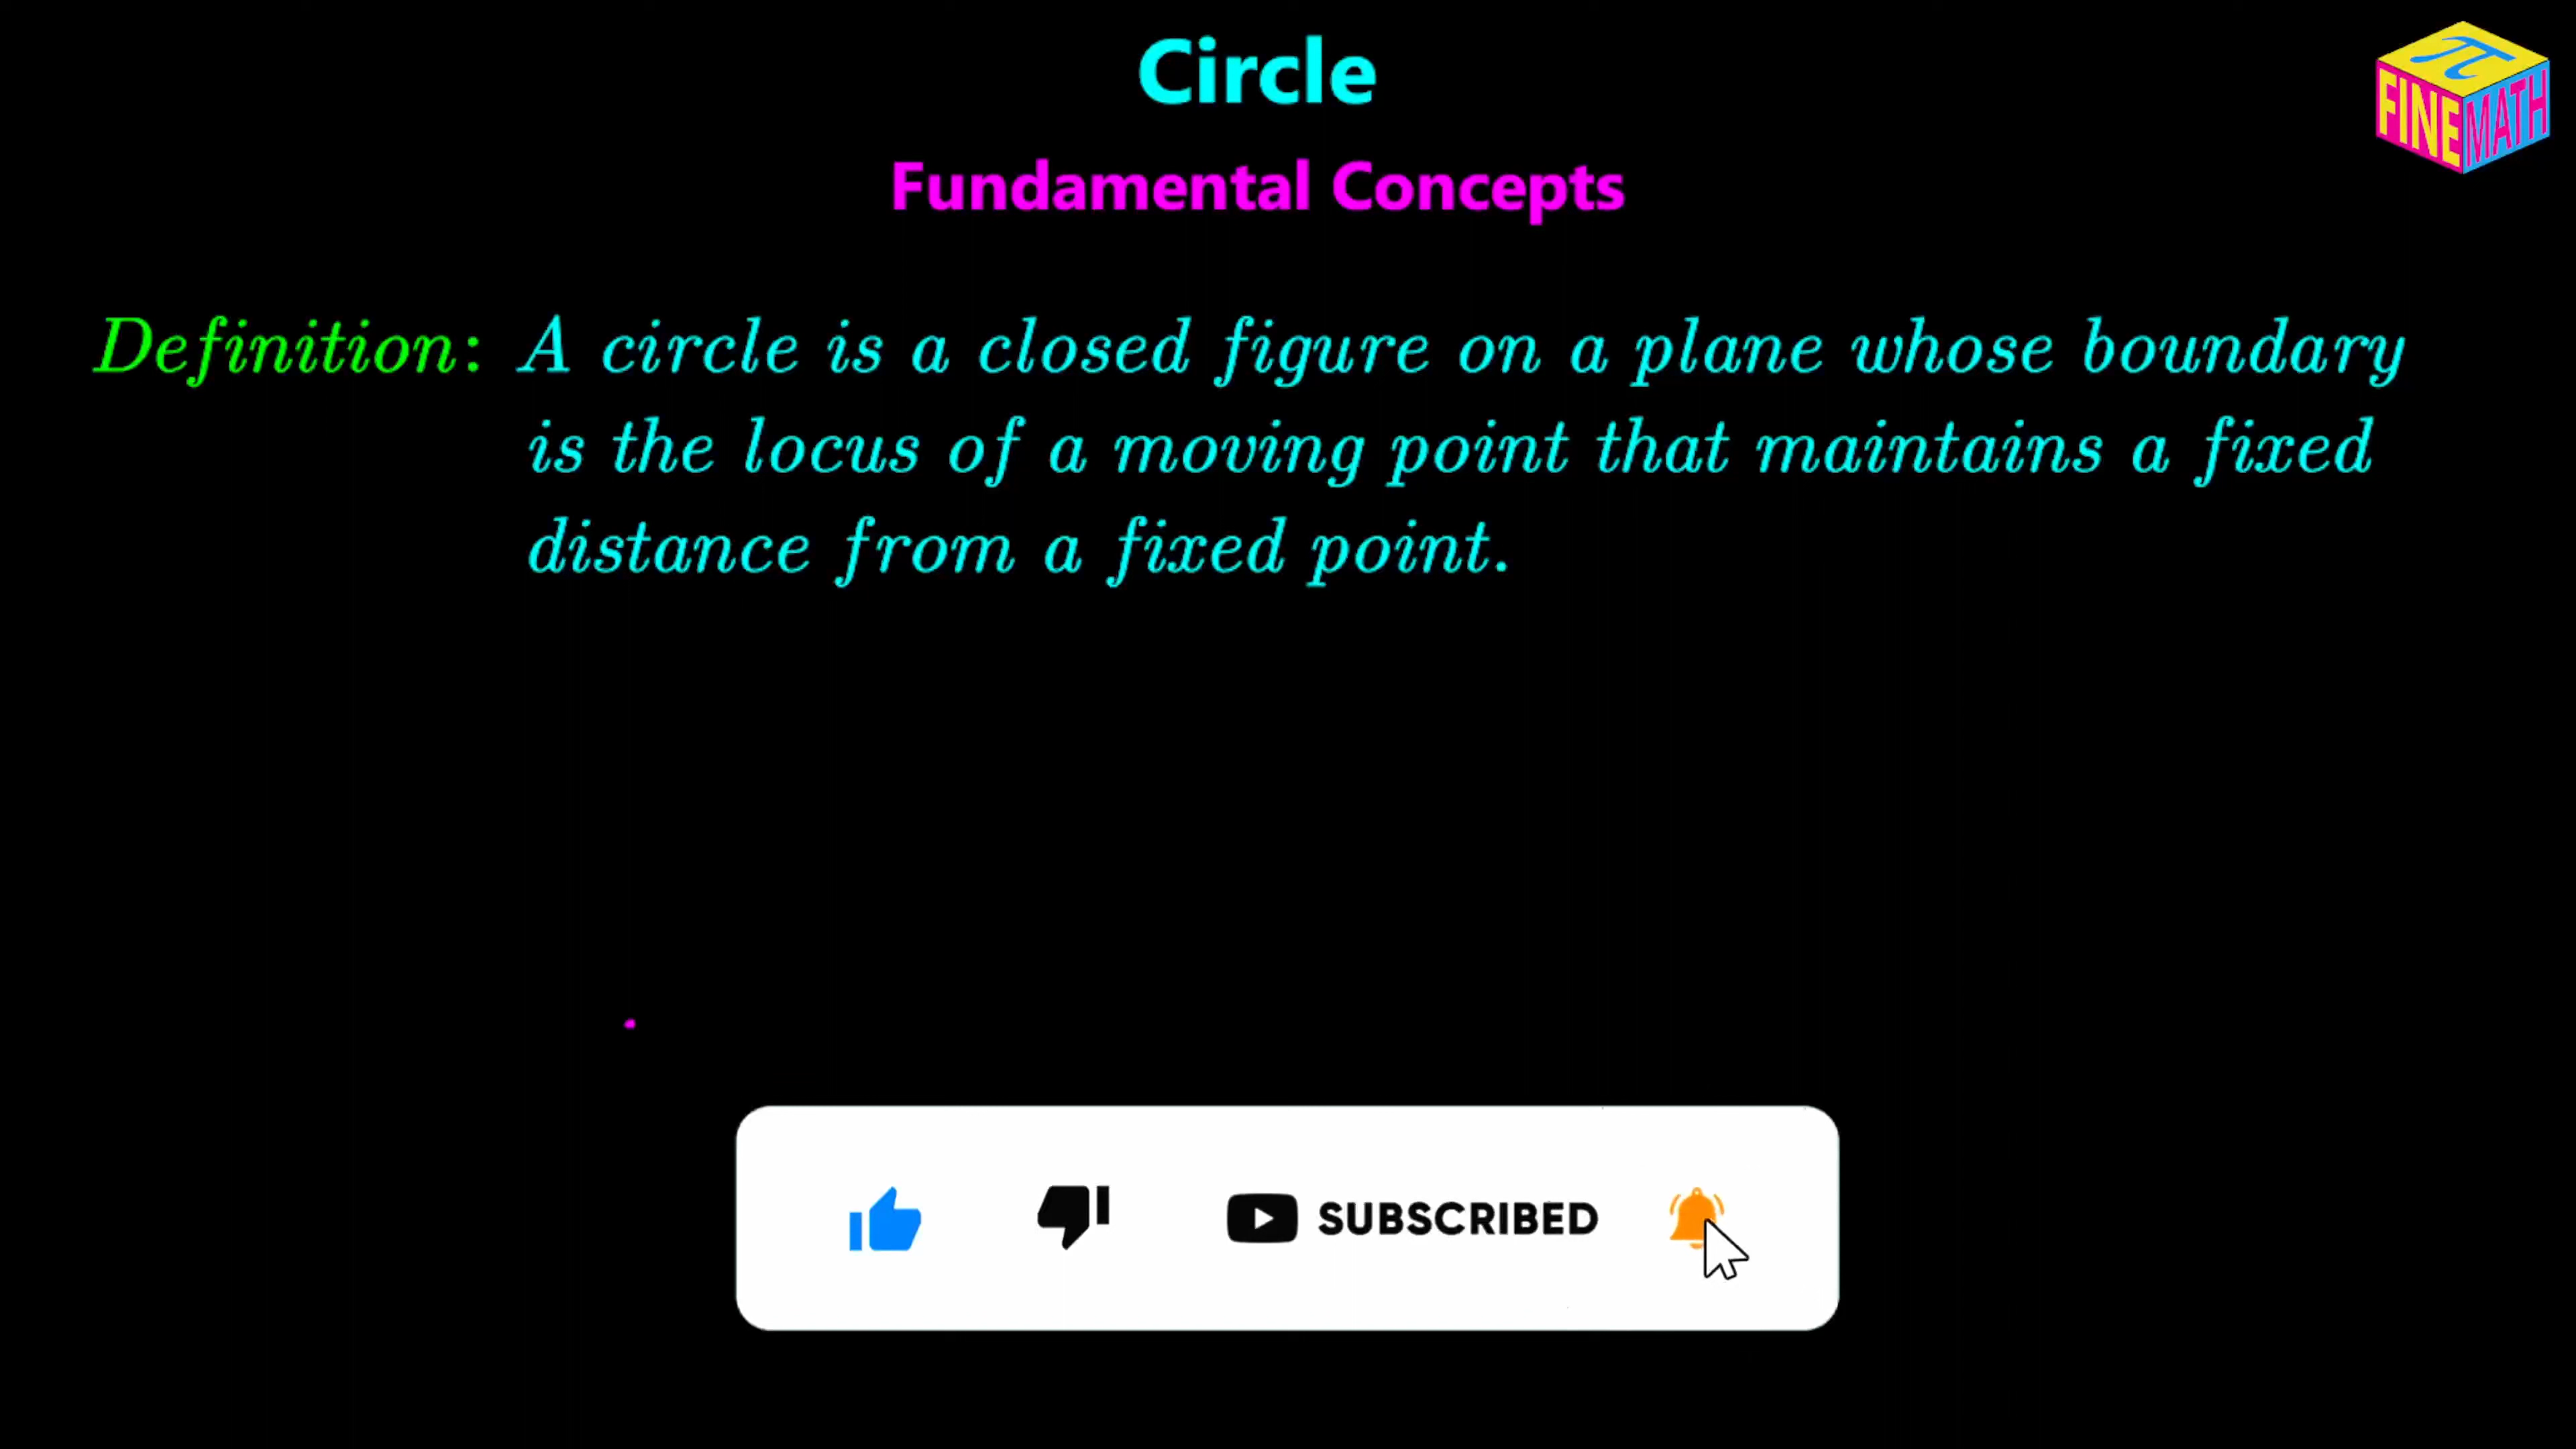 Circle
π
FINE MATH
Fundamental Concepts
Definition: A circle is a closed figure on a plane whose boundary
is the locus of a moving point that maintains a fixed
distance from a fixed point.
SUBSCRIBED